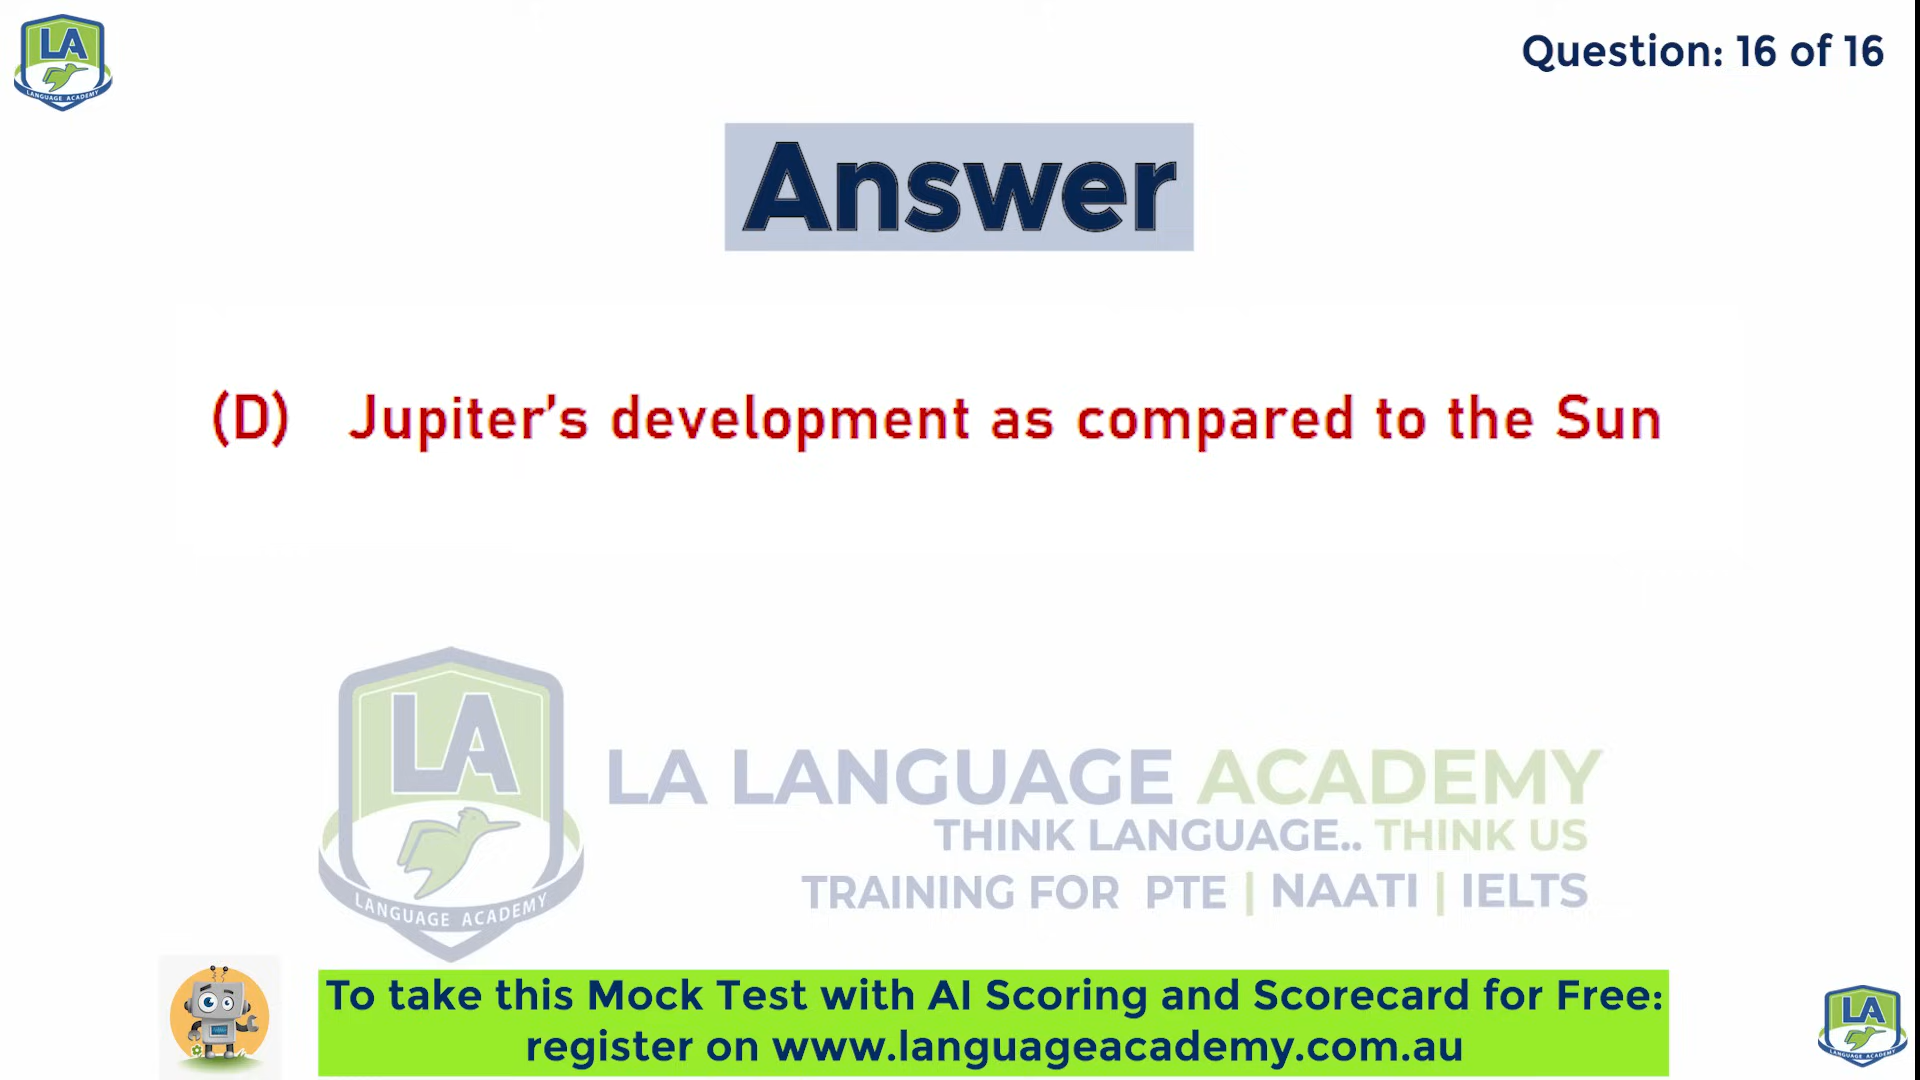 LA
LANGUAGE ACADEMY
Question: 16 of 16
Answer
(D) Jupiter's development as compared to the Sun
LA
LANGUAGE ACADEMY
LA LANGUAGE ACADEMY
THINK LANGUAGE.. THINK US
TRAINING FOR PTE | NAATI | IELTS
To take this Mock Test with AI Scoring and Scorecard for Free:
register on www.languageacademy.com.au
LA
LANGUAGE ACADEMY